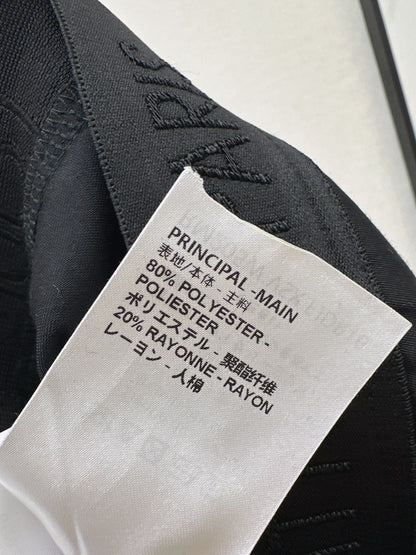 PARIS
PRINCIPAL -MAIN
表地/本体 - 主料
80% POLYESTER -
POLIESTER
ポリエステル - 聚酯纤维
20% RAYONNE - RAYON
レーヨン - 人棉